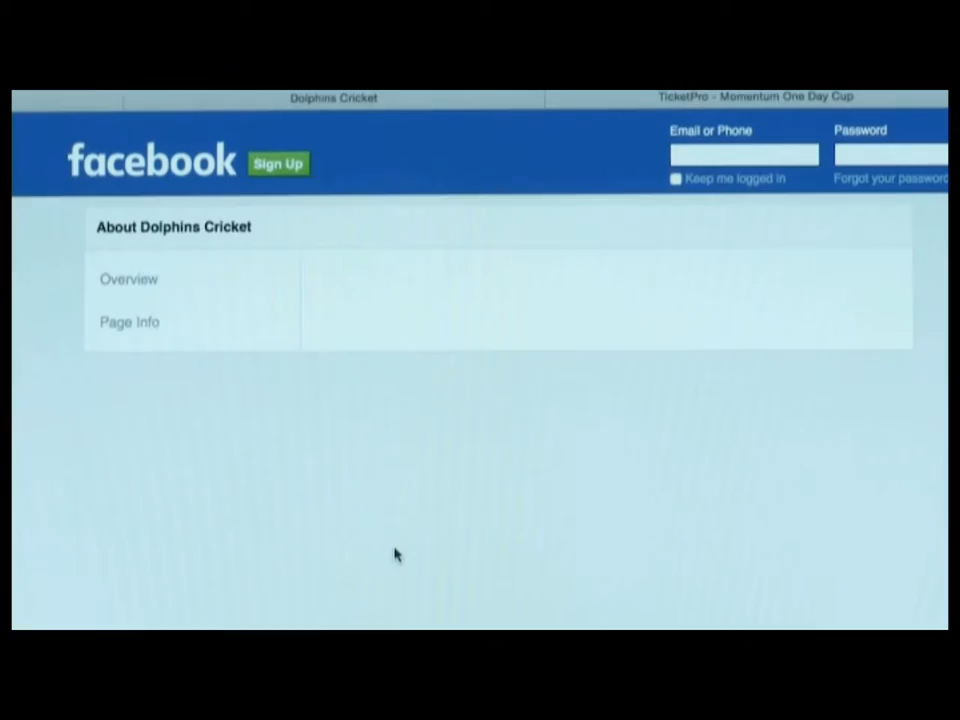 Dolphins Cricket
TicketPro - Momentum One Day Cup
facebook
Sign Up
Email or Phone
Password
Keep me logged in
Forgot your password
About Dolphins Cricket
Overview
Page Info